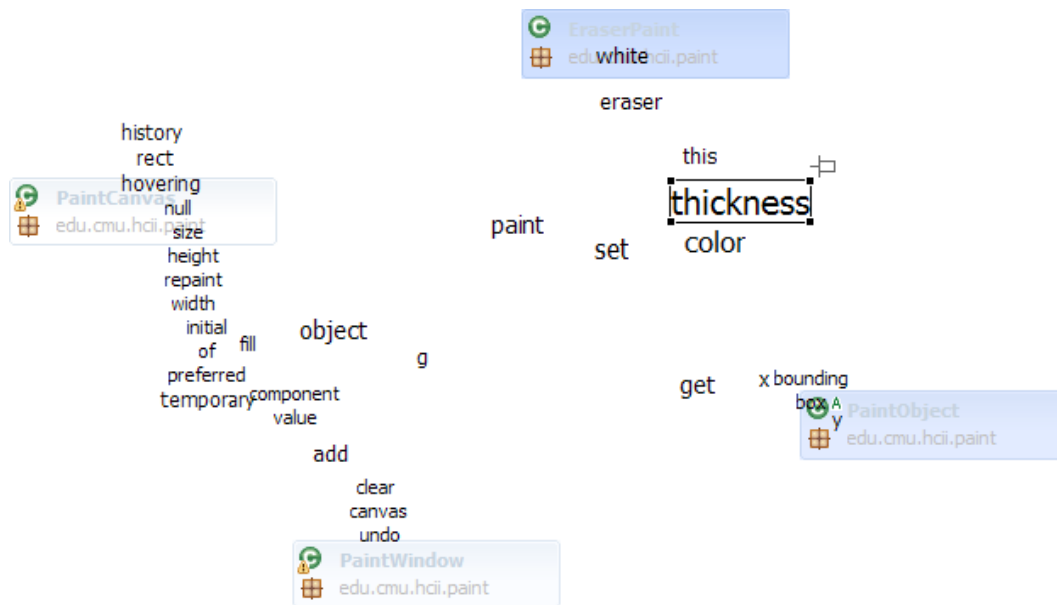 EraserPaint
white
edu.cmu.hcii.paint
eraser
history
rect
hovering
this
PaintCanvas
null
edu.cmu.hcii.paint
size
thickness
paint
set
color
height
repaint
width
initial
object
of
fill
g
preferred
temporary
component
value
get
x
bounding
box
A
PaintObject
y
edu.cmu.hcii.paint
add
clear
canvas
undo
PaintWindow
edu.cmu.hcii.paint